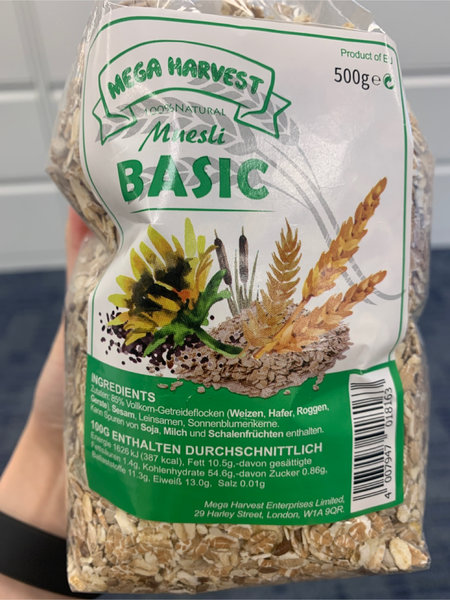 Product of E
500g e
MEGA HARVEST
100% NATURAL
Muesli
BASIC
INGREDIENTS
Zutaten: 85% Vollkorn-Getreideflocken (Weizen, Hafer, Roggen,
Gerste) Sesam, Leinsamen, Sonnenblumenkerne.
Kann Spuren von Soja, Milch und Schalenfrüchten enthalten.
100G ENTHALTEN DURCHSCHNITTLICH
Energie 1626 kJ (387 kcal), Fett 10.5g,-davon gesättigte
Fettsäuren 1.4g, Kohlenhydrate 54.6g,-davon Zucker 0.86g,
Ballaststoffe 11.3g, Eiweiß 13.0g, Salz 0.01g
Mega Harvest Enterprises Limited,
29 Harley Street, London, W1A 9QR.
4 007947 018163